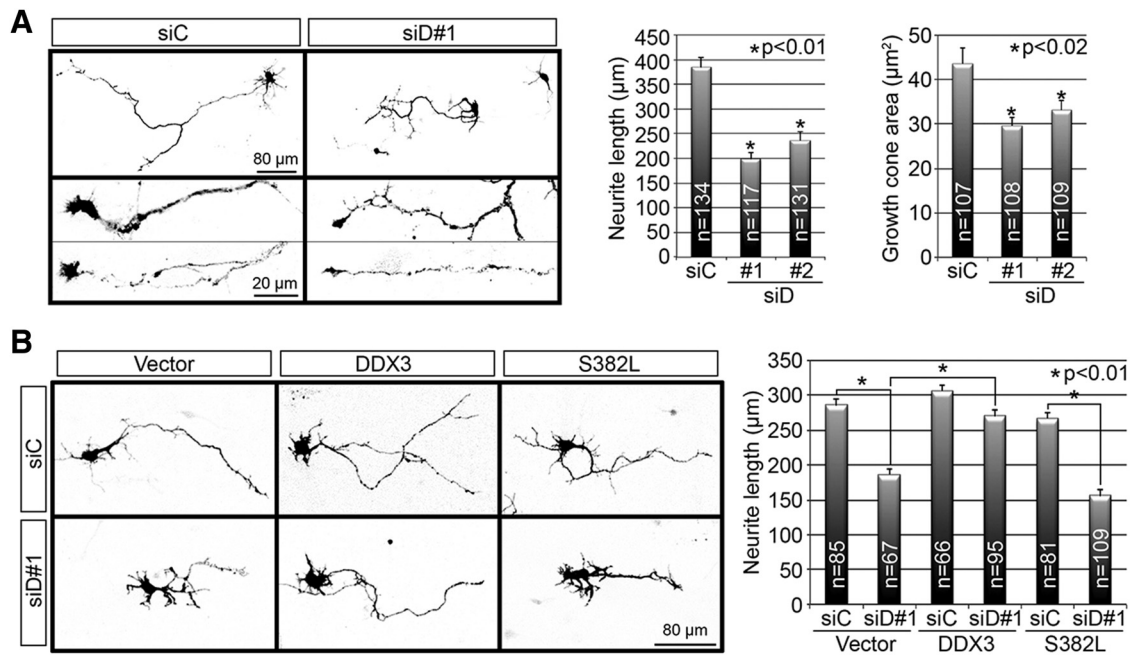 A
siC
siD#1
80 µm
20 µm
Neurite length (µm)
450
400
350
300
250
200
150
100
50
0
*p<0.01
*
*
n=134
n=117
n=131
siC
#1
#2
siD
Growth cone area (µm²)
50
40
30
20
10
0
*p<0.02
*
*
n=107
n=108
n=109
siC
#1
#2
siD
B
Vector
DDX3
S382L
siC
siD#1
80 µm
Neurite length (µm)
350
300
250
200
150
100
50
0
*p<0.01
*
*
*
n=85
n=67
n=66
n=95
n=81
n=109
siC siD#1 siC siD#1 siC siD#1
Vector DDX3 S382L